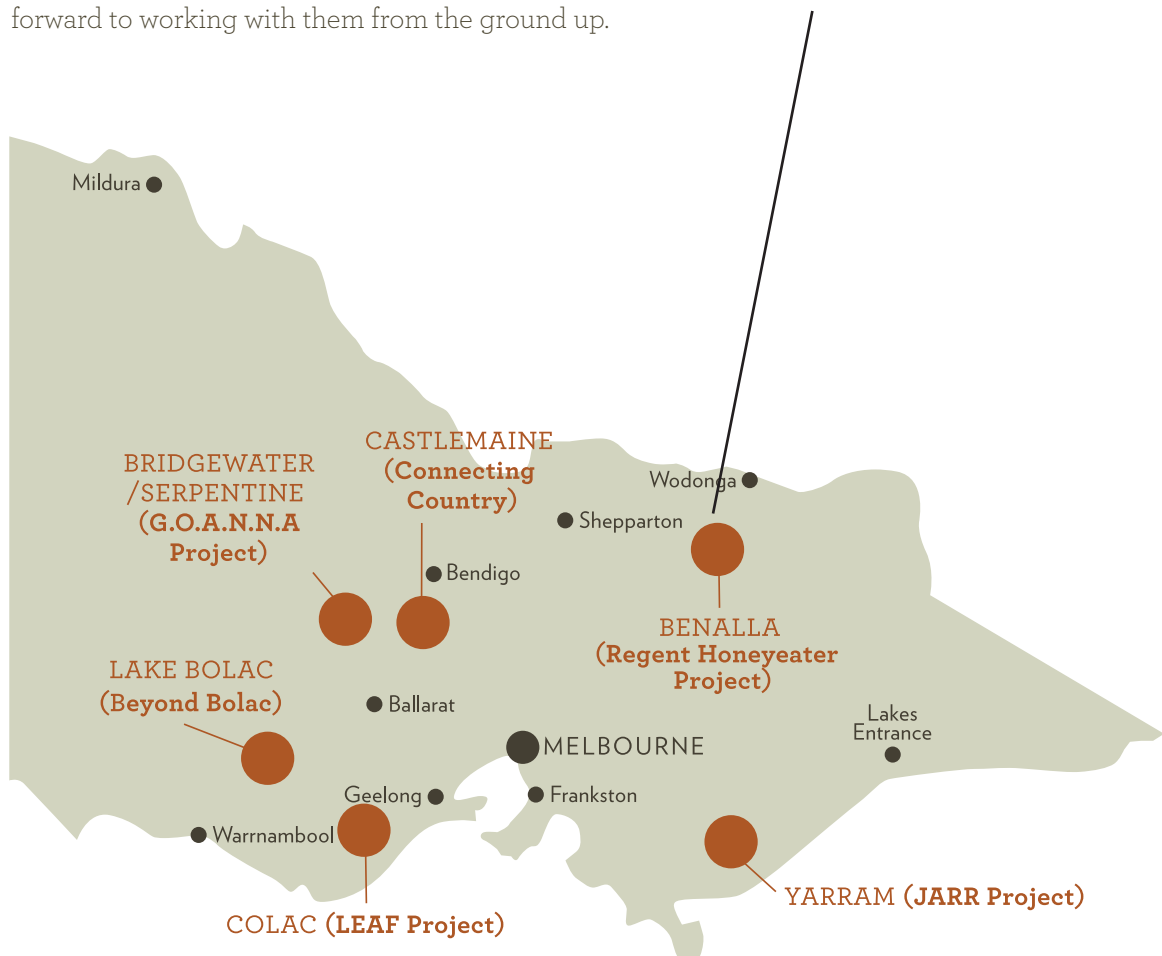 forward to working with them from the ground up.
Mildura
CASTLEMAINE
(Connecting
Country)
BRIDGEWATER
/SERPENTINE
(G.O.A.N.N.A
Project)
Wodonga
Shepparton
Bendigo
BENALLA
(Regent Honeyeater
Project)
LAKE BOLAC
(Beyond Bolac)
Ballarat
Lakes
Entrance
MELBOURNE
Geelong
Frankston
Warrnambool
YARRAM (JARR Project)
COLAC (LEAF Project)